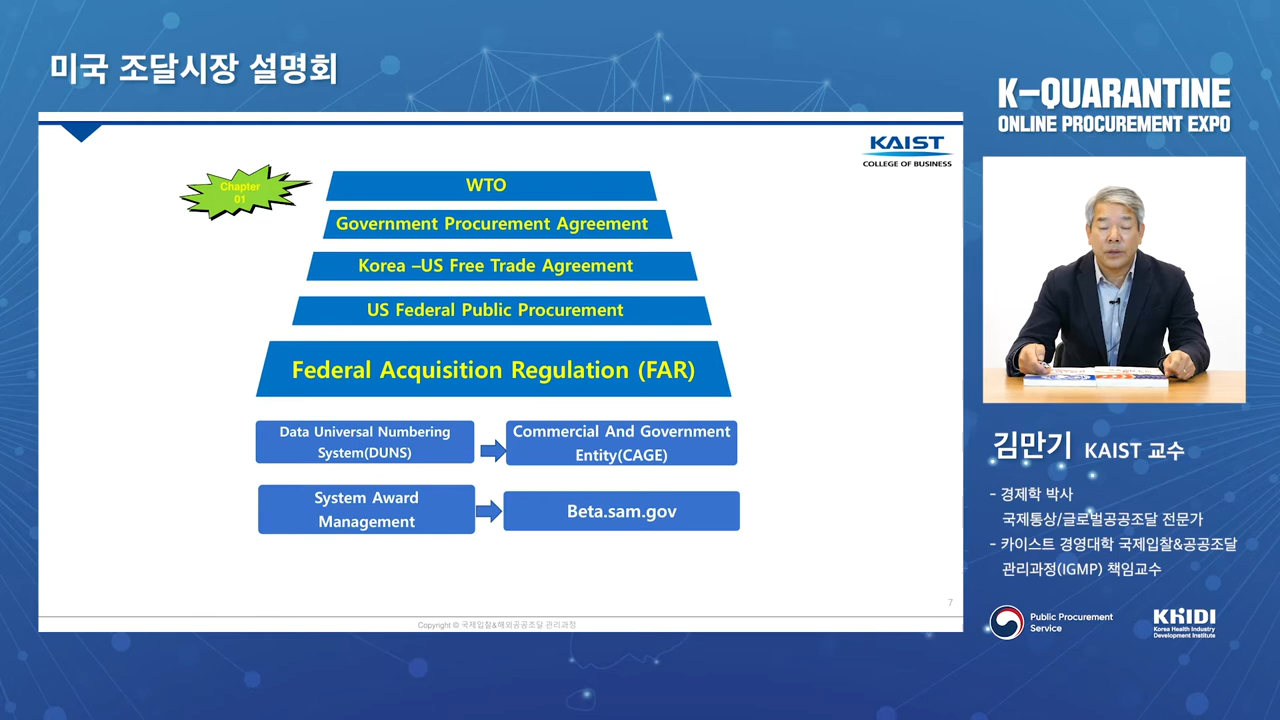 미국 조달시장 설명회
K-QUARANTINE
ONLINE PROCUREMENT EXPO
KAIST
COLLEGE OF BUSINESS
Chapter
01
WTO
Government Procurement Agreement
Korea –US Free Trade Agreement
US Federal Public Procurement
Federal Acquisition Regulation (FAR)
Data Universal Numbering
System(DUNS)
Commercial And Government
Entity(CAGE)
System Award
Management
Beta.sam.gov
7
Copyright © 국제입찰&해외공공조달 관리과정
김만기 KAIST 교수
- 경제학 박사
국제통상/글로벌공공조달 전문가
- 카이스트 경영대학 국제입찰&공공조달
관리과정(IGMP) 책임교수
Public Procurement
Service
KHIDI
Korea Health Industry
Development Institute